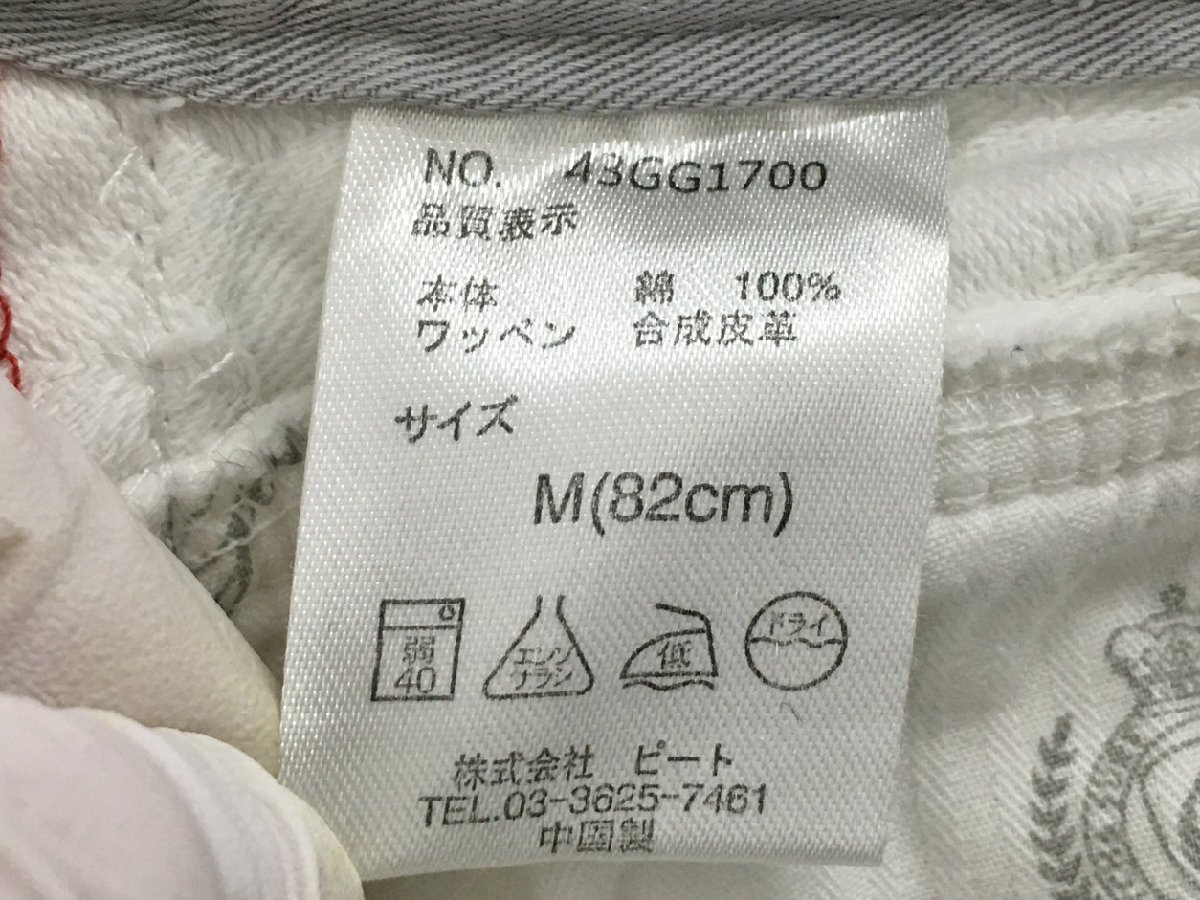 NO. 43GG1700
品質表示
本体 綿 100%
ワッペン 合成皮革
サイズ
M(82cm)
弱
40
エンソ
ナラシ
低
ドライ
株式会社 ピート
TEL.03-3625-7461
中国製